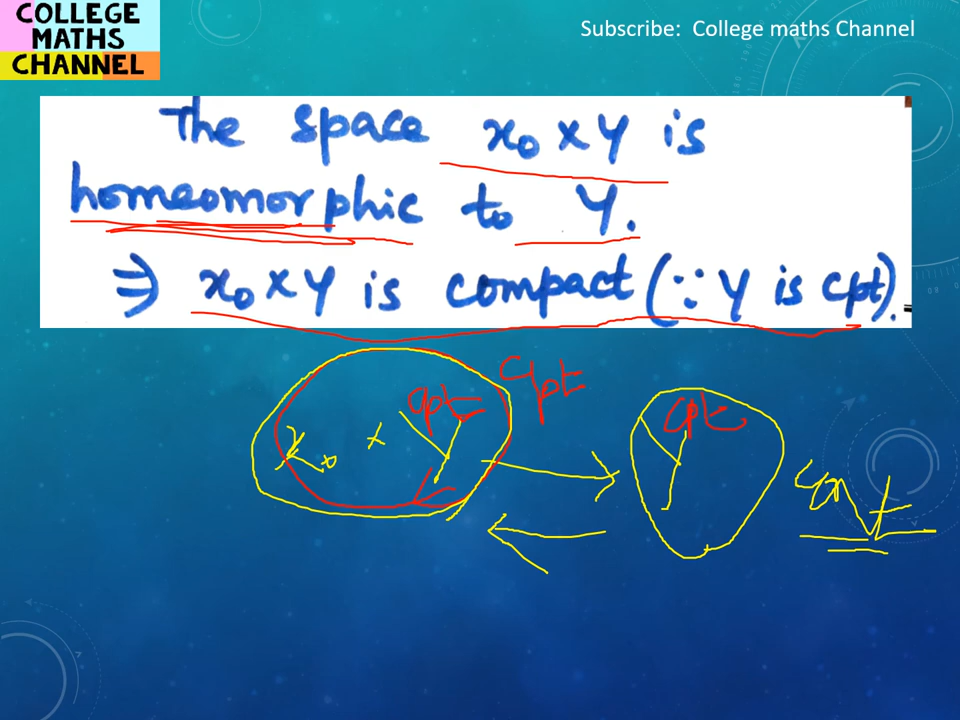 COLLEGE
MATHS
CHANNEL
Subscribe: College maths Channel
The space x₀ × Y is
homeomorphic to Y.
⇒ x₀ × Y is compact (∵ Y is cpt).
cpt
cpt
cpt
x₀ × Y
Y
cnt